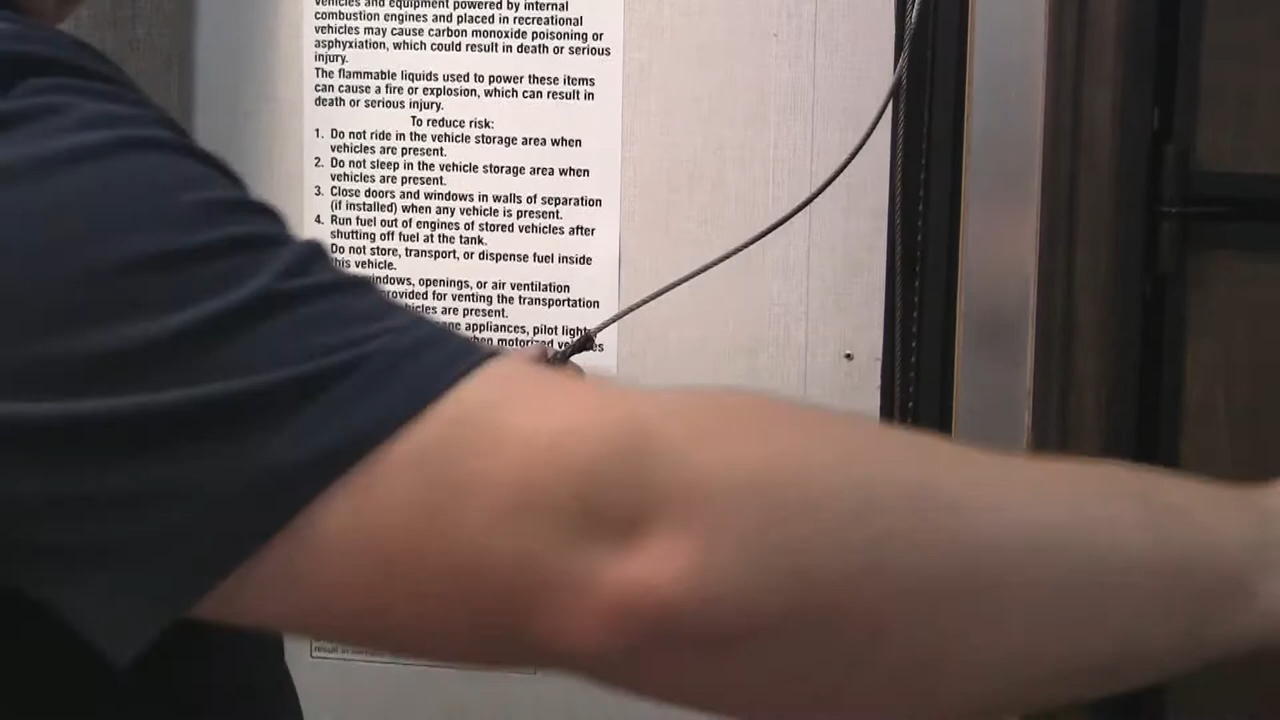 vehicles and equipment powered by internal
combustion engines and placed in recreational
vehicles may cause carbon monoxide poisoning or
asphyxiation, which could result in death or serious
injury.
The flammable liquids used to power these items
can cause a fire or explosion, which can result in
death or serious injury.
To reduce risk:
1. Do not ride in the vehicle storage area when
vehicles are present.
2. Do not sleep in the vehicle storage area when
vehicles are present.
3. Close doors and windows in walls of separation
(if installed) when any vehicle is present.
4. Run fuel out of engines of stored vehicles after
shutting off fuel at the tank.
Do not store, transport, or dispense fuel inside
this vehicle.
indows, openings, or air ventilation
rovided for venting the transportation
hicles are present.
ane appliances, pilot light
when motorized vehicles
result in